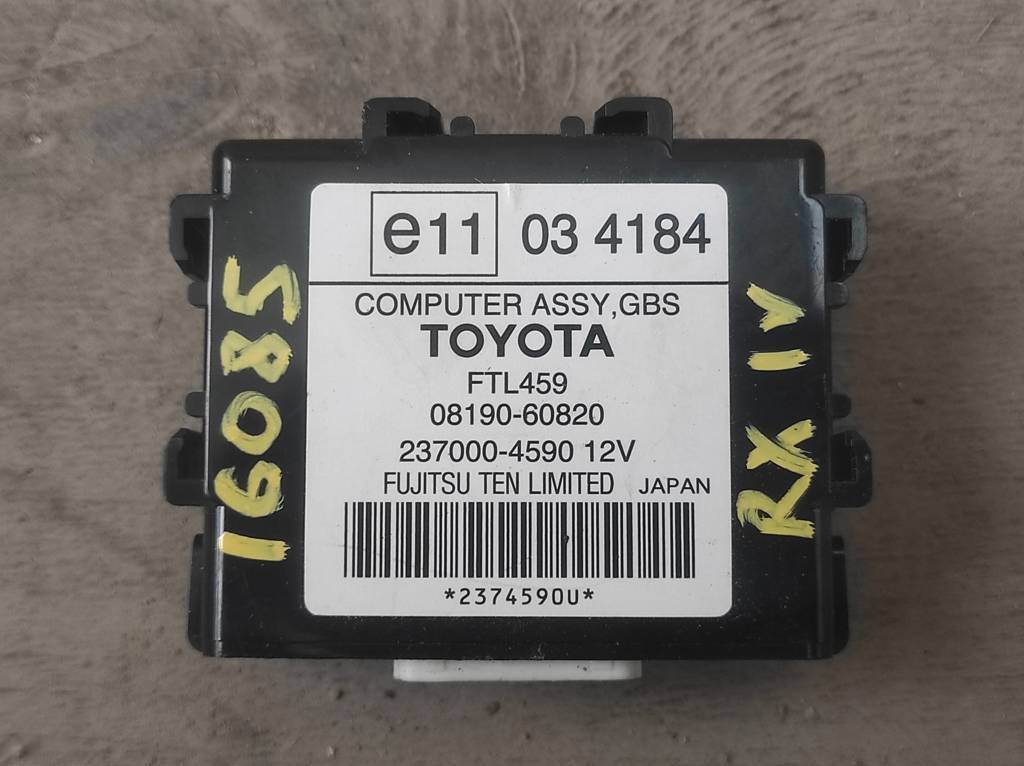 e11 03 4184
COMPUTER ASSY,GBS
TOYOTA
FTL459
08190-60820
237000-4590 12V
FUJITSU TEN LIMITED JAPAN
*2374590U*
16085
RX IV